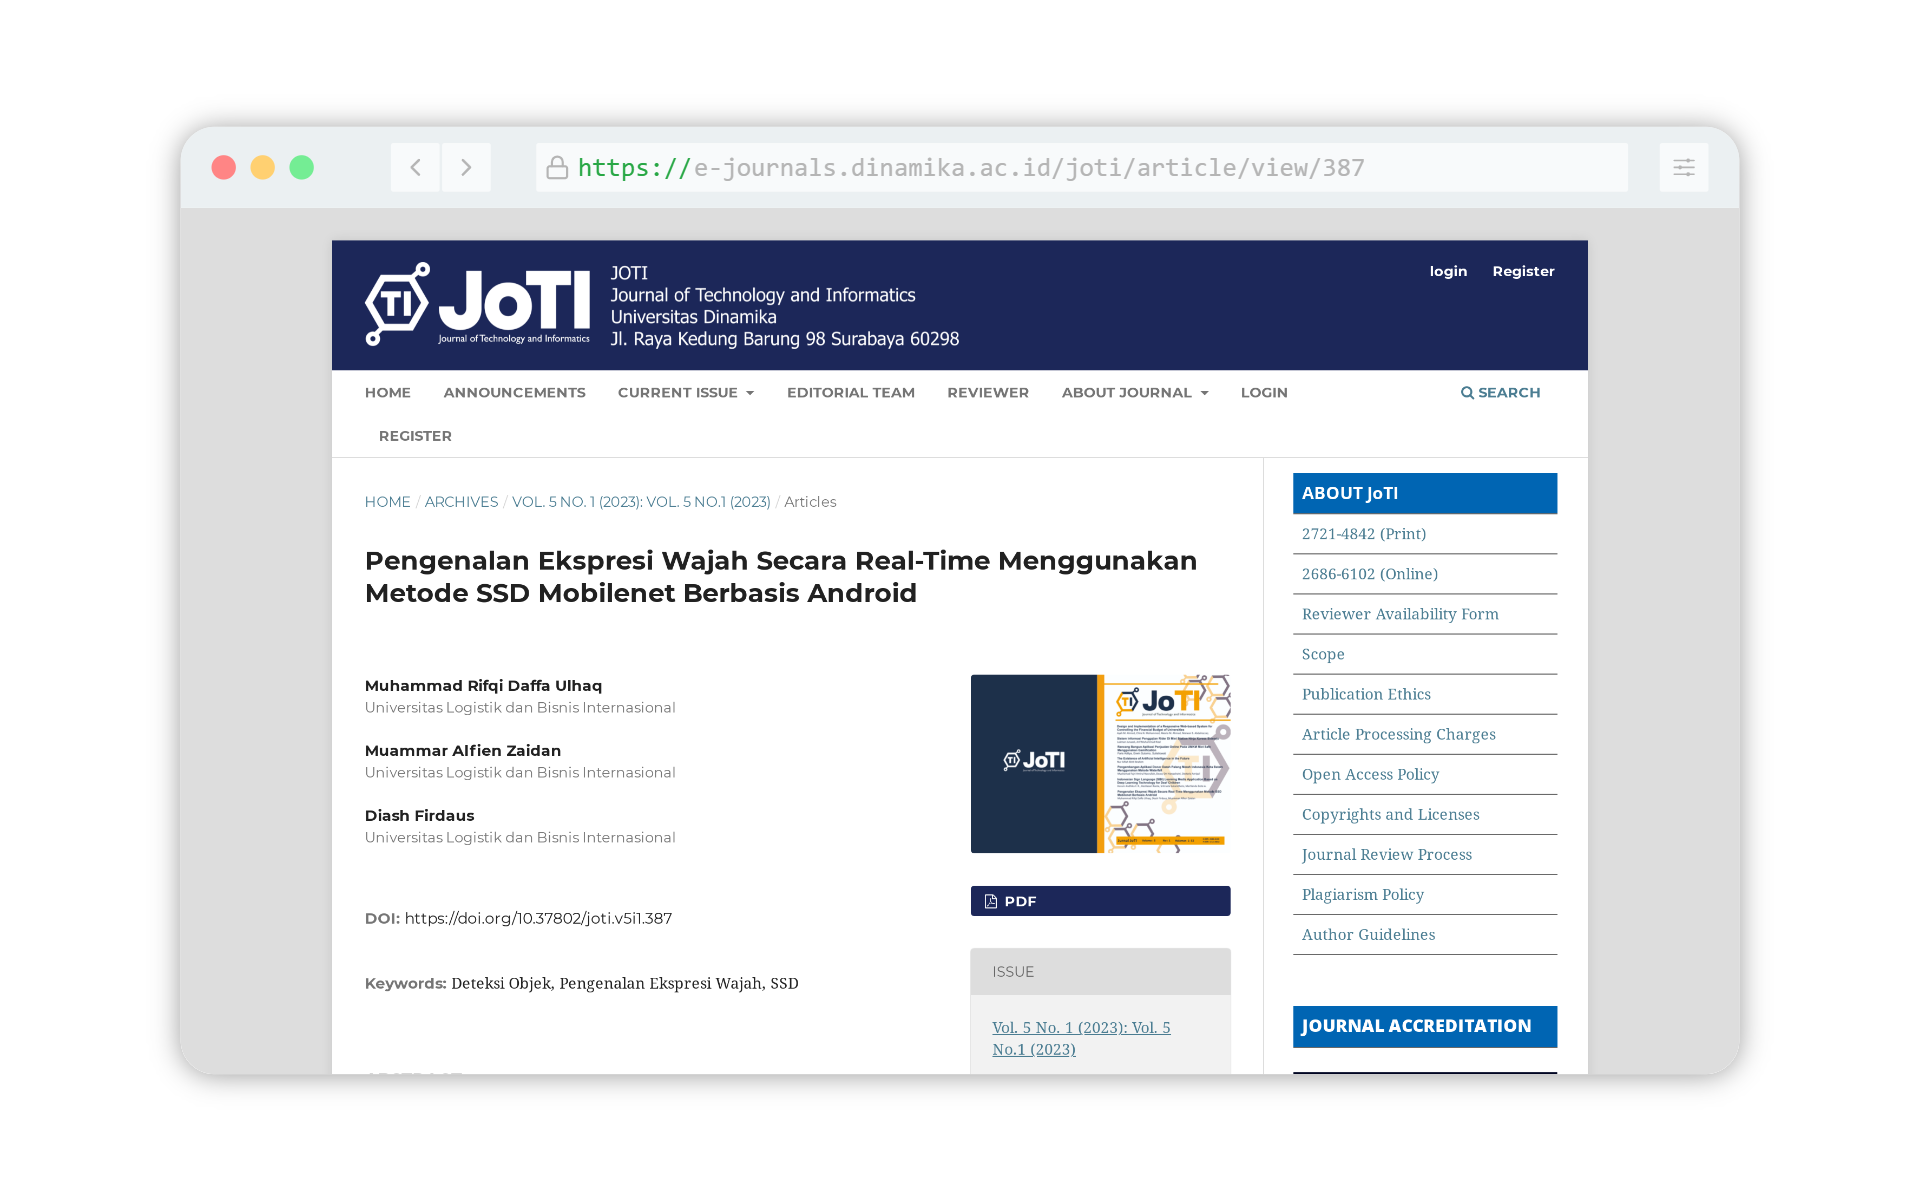 https://e-journals.dinamika.ac.id/joti/article/view/387
TI JoTI
Journal of Technology and Informatics
JOTI
Journal of Technology and Informatics
Universitas Dinamika
Jl. Raya Kedung Barung 98 Surabaya 60298
login Register
HOME ANNOUNCEMENTS CURRENT ISSUE EDITORIAL TEAM REVIEWER ABOUT JOURNAL LOGIN SEARCH
REGISTER
HOME / ARCHIVES / VOL. 5 NO. 1 (2023): VOL. 5 NO.1 (2023) / Articles
Pengenalan Ekspresi Wajah Secara Real-Time Menggunakan
Metode SSD Mobilenet Berbasis Android
Muhammad Rifqi Daffa Ulhaq
Universitas Logistik dan Bisnis Internasional
Muammar Alfien Zaidan
Universitas Logistik dan Bisnis Internasional
Diash Firdaus
Universitas Logistik dan Bisnis Internasional
DOI: https://doi.org/10.37802/joti.v5i1.387
Keywords: Deteksi Objek, Pengenalan Ekspresi Wajah, SSD
TI JoTI
TI JoTI
PDF
ISSUE
Vol. 5 No. 1 (2023): Vol. 5
No.1 (2023)
ABOUT JoTI
2721-4842 (Print)
2686-6102 (Online)
Reviewer Availability Form
Scope
Publication Ethics
Article Processing Charges
Open Access Policy
Copyrights and Licenses
Journal Review Process
Plagiarism Policy
Author Guidelines
JOURNAL ACCREDITATION